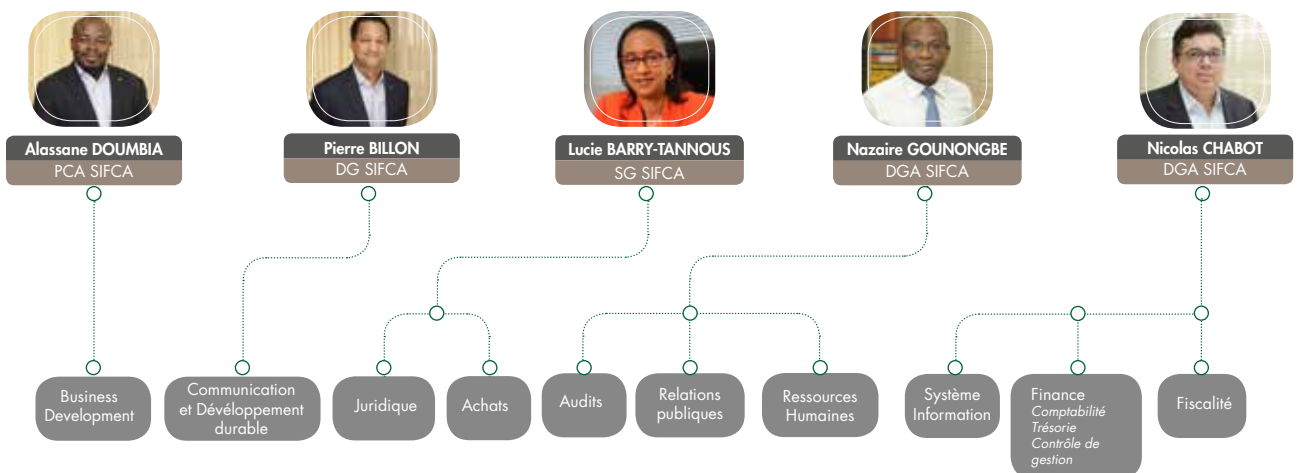 Alassane DOUMBIA
PCA SIFCA
Pierre BILLON
DG SIFCA
Lucie BARRY-TANNOUS
SG SIFCA
Nazaire GOUNONGBE
DGA SIFCA
Nicolas CHABOT
DGA SIFCA
Business
Development
Communication
et Dévéloppement
durable
Juridique
Achats
Audits
Relations
publiques
Ressources
Humaines
Système
Information
Finance
Comptabilité
Trésorie
Contrôle de
gestion
Fiscalité